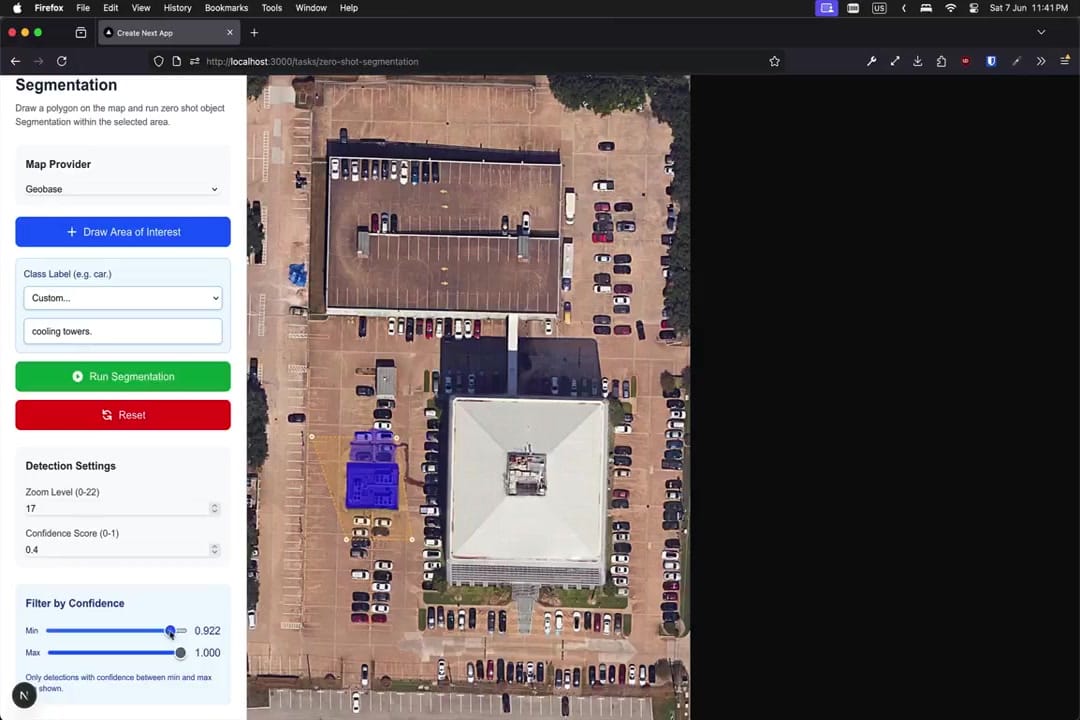 Firefox File Edit View History Bookmarks Tools Window Help US Sat 7 Jun 11:41 PM
Create Next App
http://localhost:3000/tasks/zero-shot-segmentation
Segmentation
Draw a polygon on the map and run zero shot object
Segmentation within the selected area.
Map Provider
Geobase
Draw Area of Interest
Class Label (e.g. car.)
Custom...
cooling towers.
Run Segmentation
Reset
Detection Settings
Zoom Level (0-22)
17
Confidence Score (0-1)
0.4
Filter by Confidence
Min 0.922
Max 1.000
Only detections with confidence between min and max
shown.
N